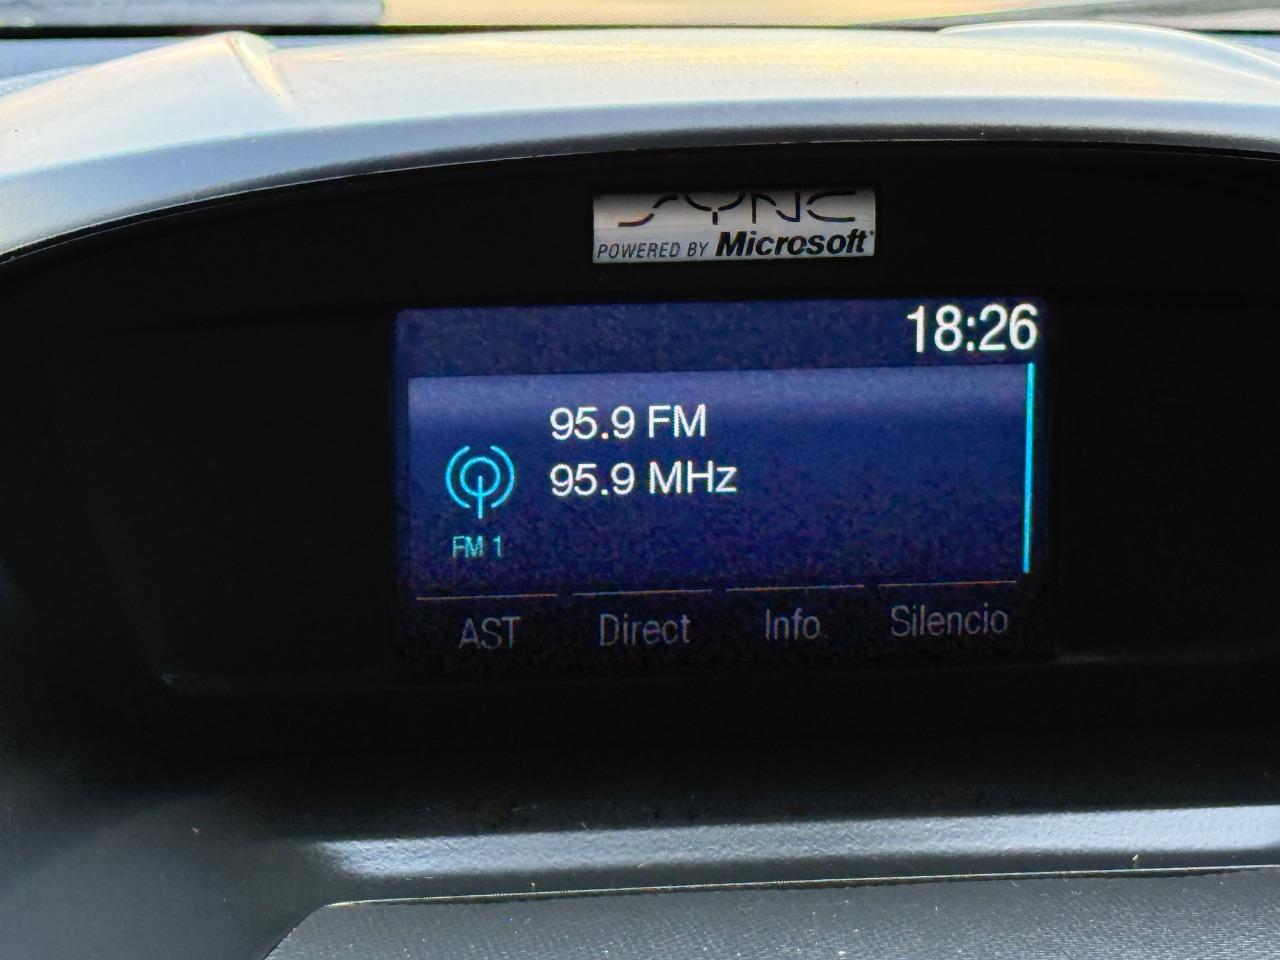 SYNC
POWERED BY Microsoft
18:26
95.9 FM
95.9 MHz
FM 1
AST Direct Info Silencio